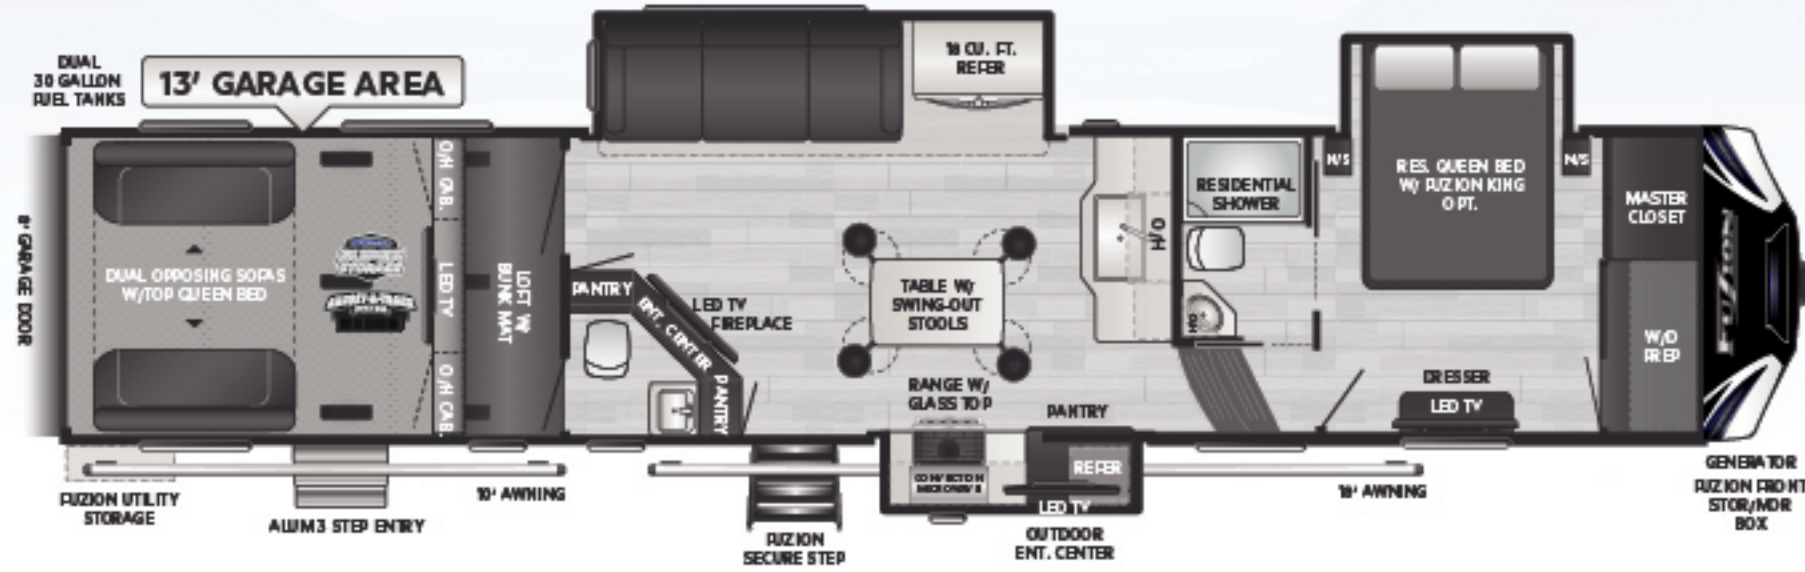 DUAL
30 GALLON
FUEL TANKS
13' GARAGE AREA
8' GARAGE DOOR
DUAL OPPOSING SOFAS
W/TOP QUEEN BED
O/H CAB.
LED TV
O/H CAB.
LOFT W/
BUNK MAT
18 CU. FT.
REFER
PANTRY
ENT. CENTER
PANTRY
LED TV
FIREPLACE
TABLE W/
SWING-OUT
STOOLS
O/H
RESIDENTIAL
SHOWER
N/S
RES. QUEEN BED
W/ FUZION KING
OPT.
N/S
MASTER
CLOSET
W/D
PREP
FUZION
DRESSER
LED TV
RANGE W/
GLASS TOP
PANTRY
CONVECTION
MICROWAVE
REFER
LED TV
OUTDOOR
ENT. CENTER
FUZION UTILITY
STORAGE
ALUM 3 STEP ENTRY
10' AWNING
FUZION
SECURE STEP
18' AWNING
GENERATOR
FUZION FRONT
STOR/MOR
BOX